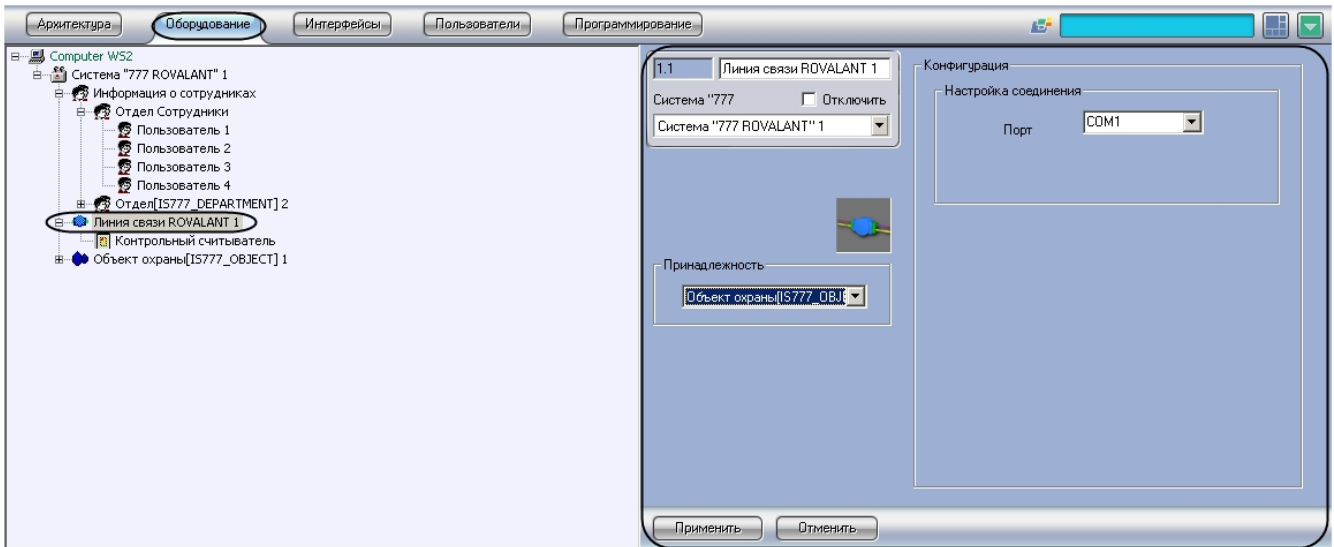 Архитектура
Оборудование
Интерфейсы
Пользователи
Программирование
Computer WS2
Система "777 ROVALANT" 1
Информация о сотрудниках
Отдел Сотрудники
Пользователь 1
Пользователь 2
Пользователь 3
Пользователь 4
Отдел[IS777_DEPARTMENT] 2
Линия связи ROVALANT 1
Контрольный считыватель
Объект охраны[IS777_OBJECT] 1
1.1
Линия связи ROVALANT 1
Система "777
Отключить
Система "777 ROVALANT" 1
Принадлежность
Объект охраны[IS777_OBJE
Конфигурация
Настройка соединения
Порт
COM1
Применить
Отменить